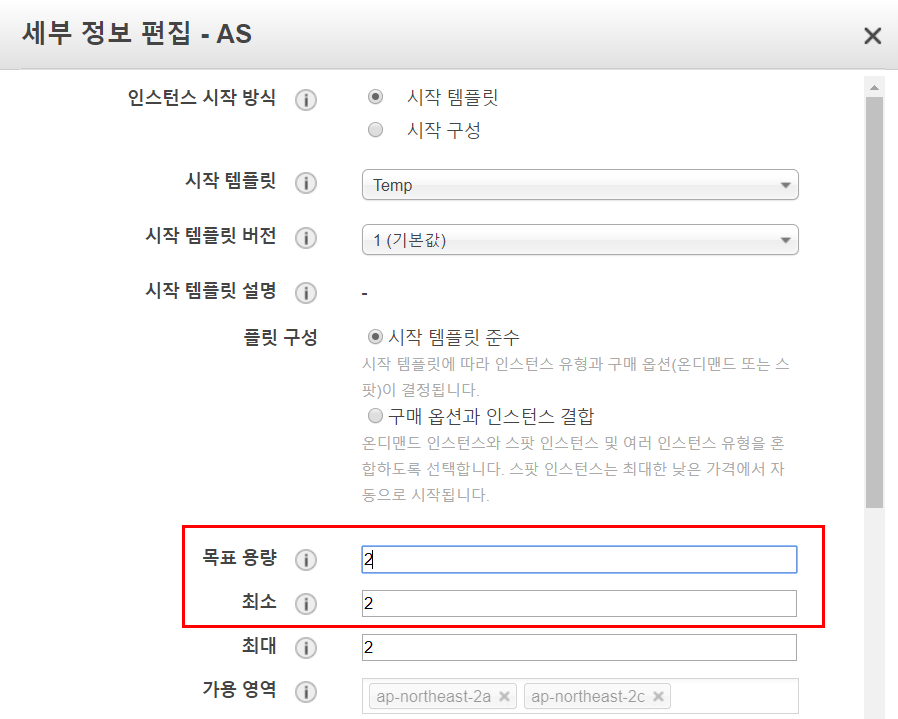 세부 정보 편집 - AS
인스턴스 시작 방식
시작 템플릿
시작 구성
시작 템플릿
Temp
시작 템플릿 버전
1 (기본값)
시작 템플릿 설명
-
플릿 구성
시작 템플릿 준수
시작 템플릿에 따라 인스턴스 유형과 구매 옵션(온디맨드 또는 스
팟)이 결정됩니다.
구매 옵션과 인스턴스 결합
온디맨드 인스턴스와 스팟 인스턴스 및 여러 인스턴스 유형을 혼
합하도록 선택합니다. 스팟 인스턴스는 최대한 낮은 가격에서 자
동으로 시작됩니다.
목표 용량
2
최소
2
최대
2
가용 영역
ap-northeast-2a
ap-northeast-2c